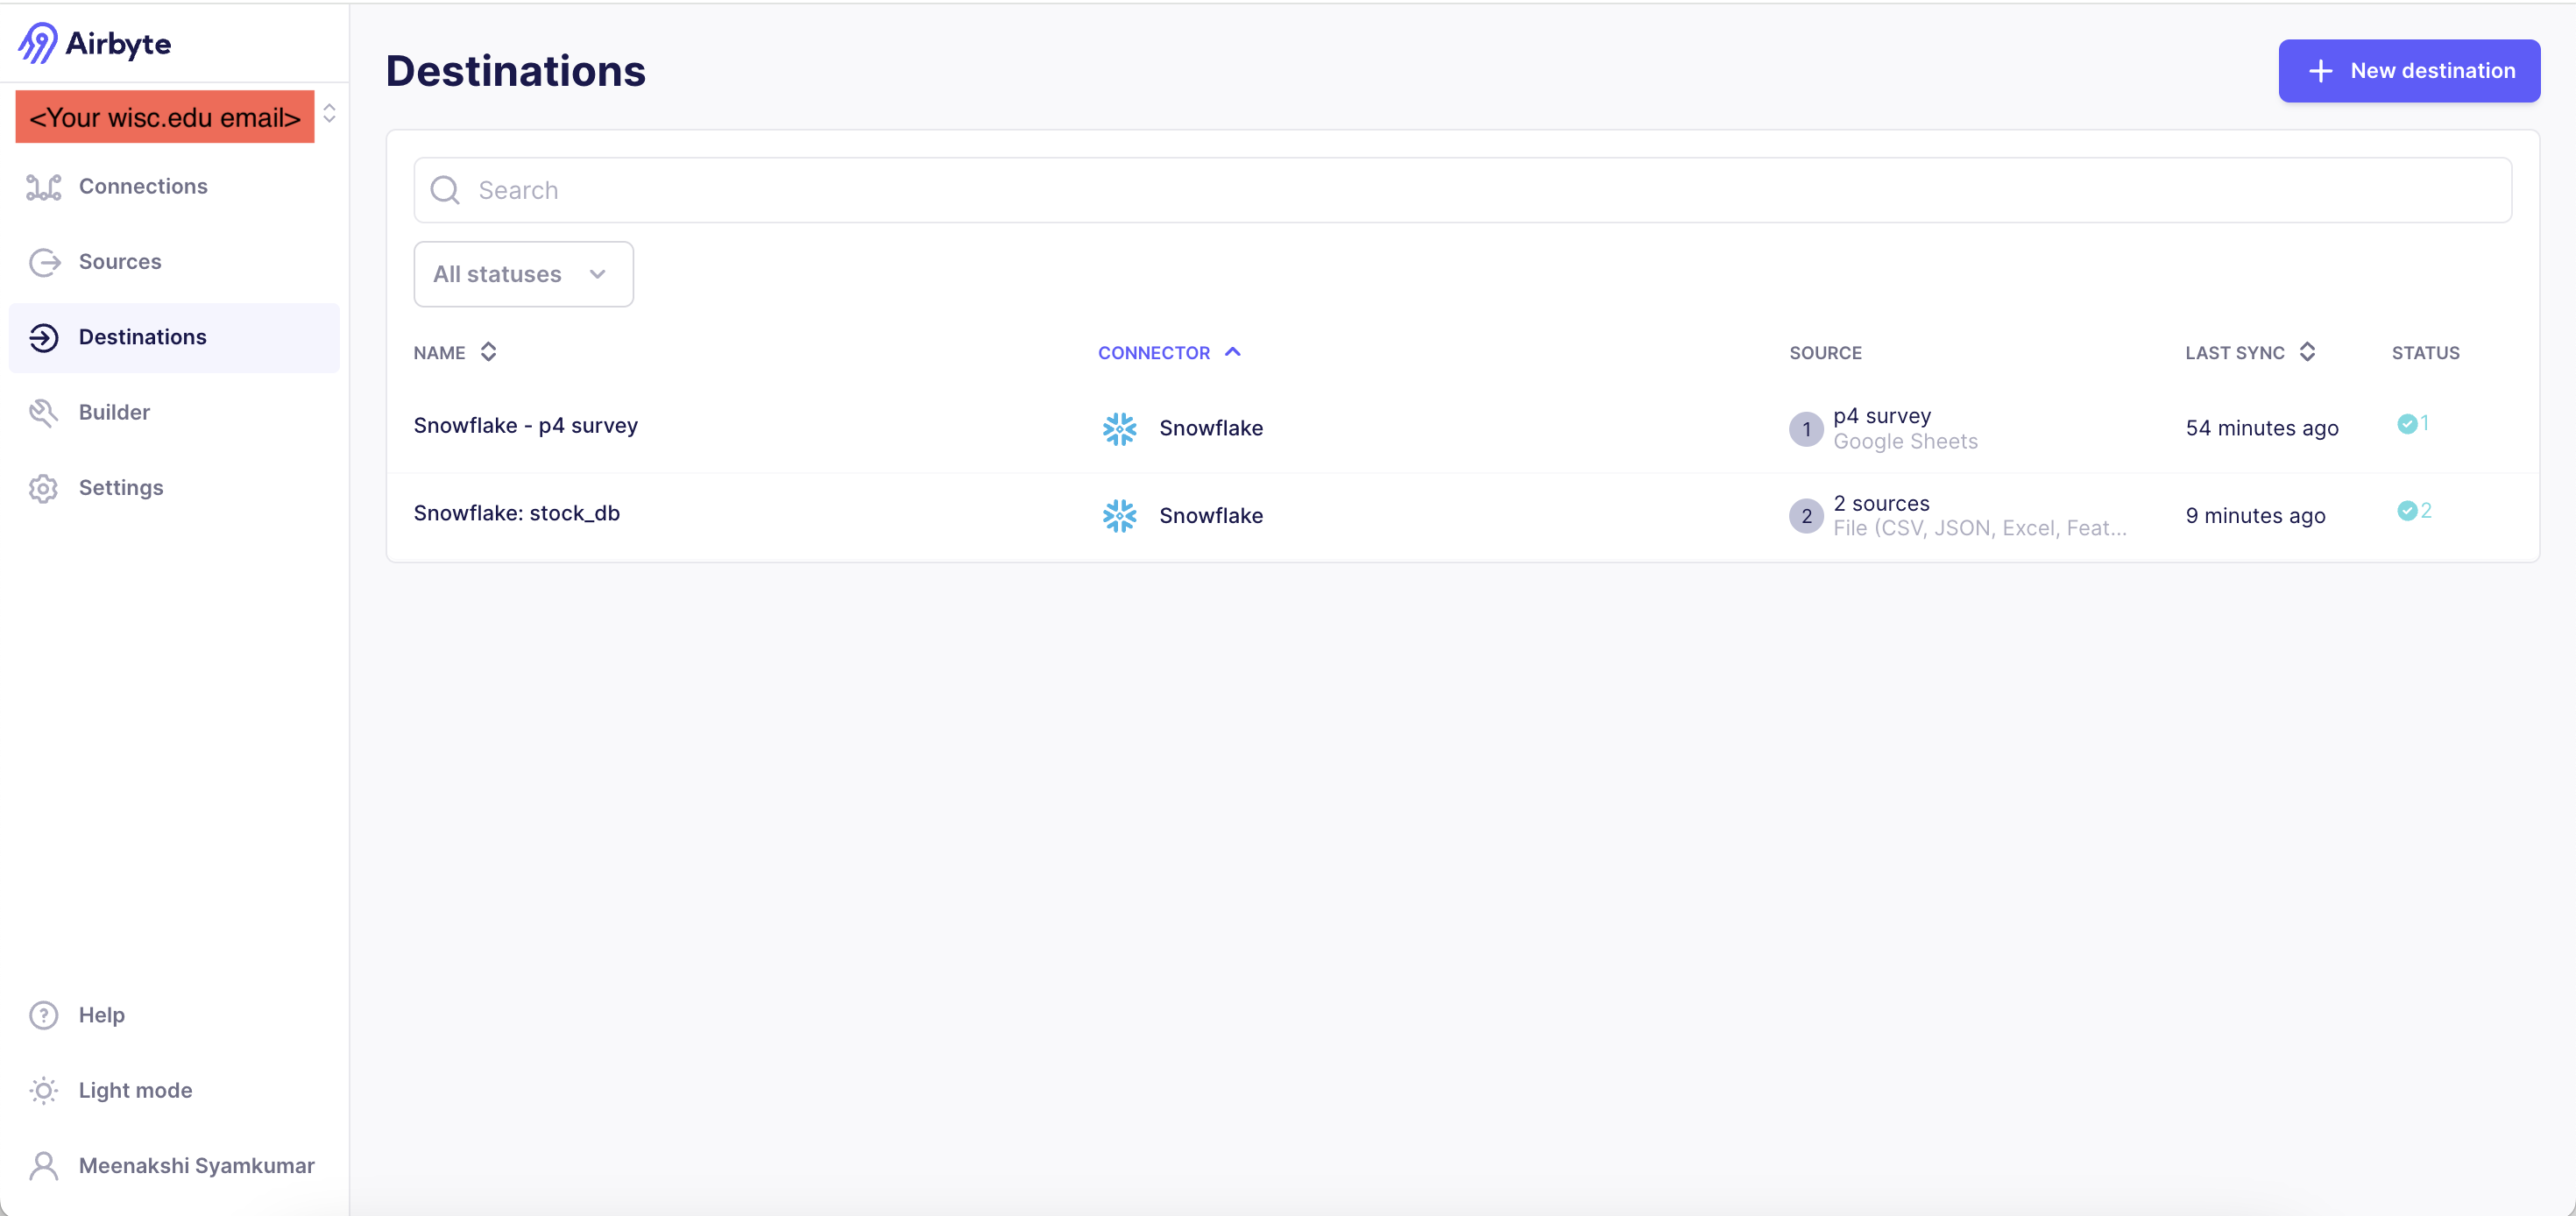 Airbyte
<Your wisc.edu email>
Connections
Sources
Destinations
Builder
Settings
Help
Light mode
Meenakshi Syamkumar
Destinations
New destination
Search
All statuses
NAME CONNECTOR SOURCE LAST SYNC STATUS
Snowflake - p4 survey Snowflake 1 p4 survey 54 minutes ago 1
Google Sheets
Snowflake: stock_db Snowflake 2 2 sources 9 minutes ago 2
File (CSV, JSON, Excel, Feat...